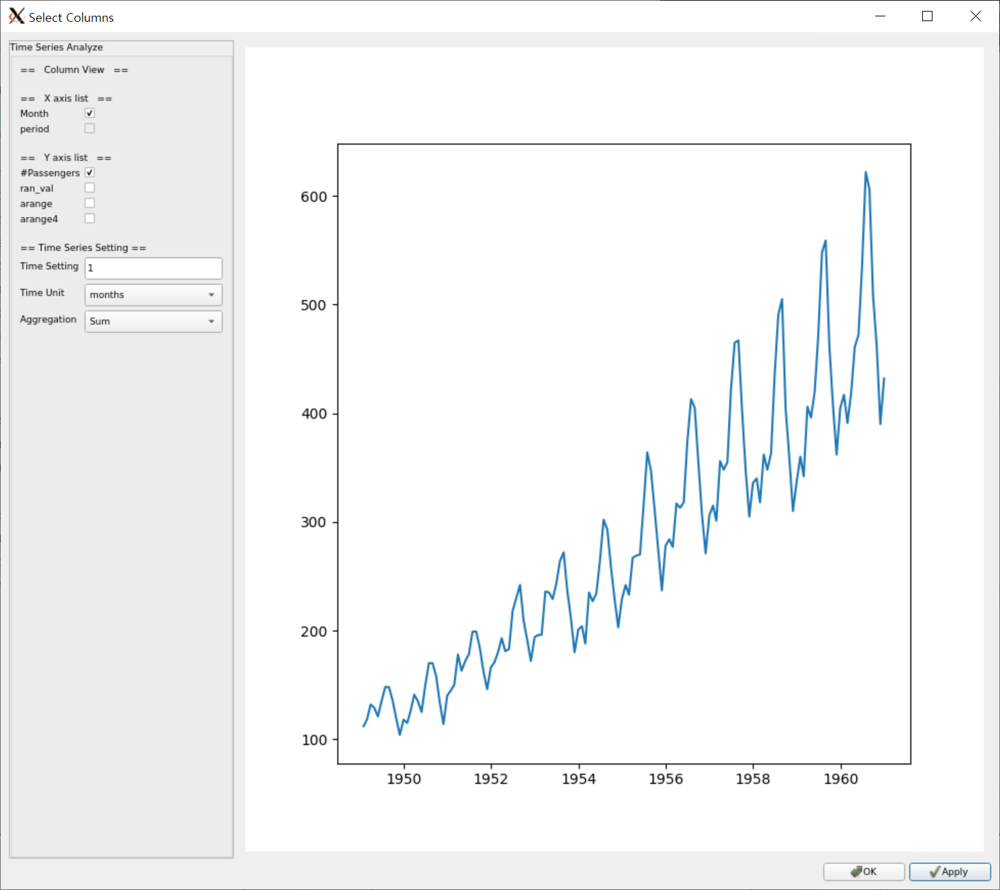 Select Columns
Time Series Analyze
== Column View ==
== X axis list ==
Month
period
== Y axis list ==
#Passengers
ran_val
arange
arange4
== Time Series Setting ==
Time Setting 1
Time Unit months
Aggregation Sum
600
500
400
300
200
100
1950 1952 1954 1956 1958 1960
OK Apply